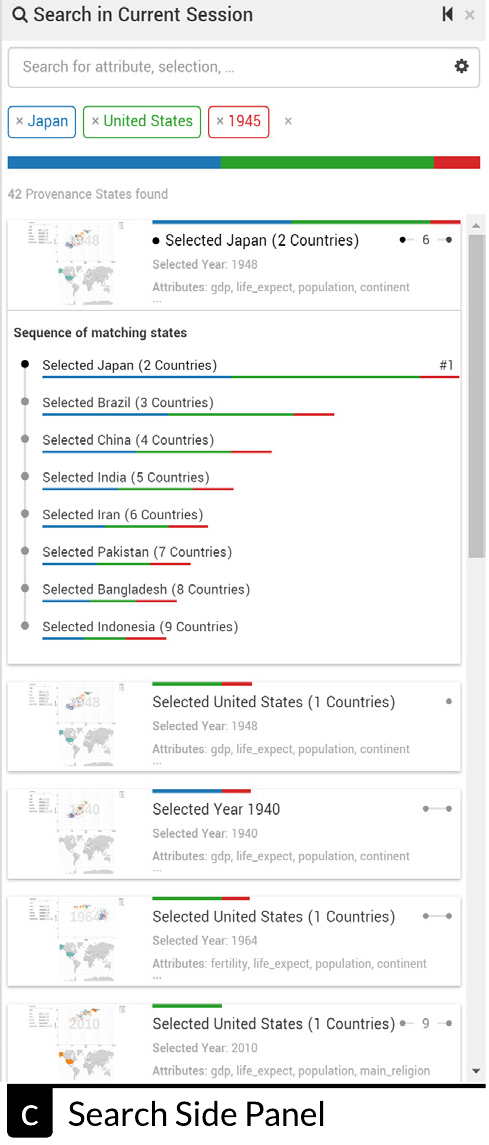 Search in Current Session ×
Search for attribute, selection, ...
× Japan × United States × 1945 ×
42 Provenance States found
1948
Selected Japan (2 Countries) 6
Selected Year: 1948
Attributes: gdp, life_expect, population, continent
...
Sequence of matching states
Selected Japan (2 Countries) #1
Selected Brazil (3 Countries)
Selected China (4 Countries)
Selected India (5 Countries)
Selected Iran (6 Countries)
Selected Pakistan (7 Countries)
Selected Bangladesh (8 Countries)
Selected Indonesia (9 Countries)
1948
Selected United States (1 Countries)
Selected Year: 1948
Attributes: gdp, life_expect, population, continent
...
1940
Selected Year 1940
Selected Year: 1940
Attributes: gdp, life_expect, population, continent
...
1964
Selected United States (1 Countries)
Selected Year: 1964
Attributes: fertility, life_expect, population, continent
...
2010
Selected United States (1 Countries) 9
Selected Year: 2010
Attributes: gdp, life_expect, population, main_religion
c Search Side Panel